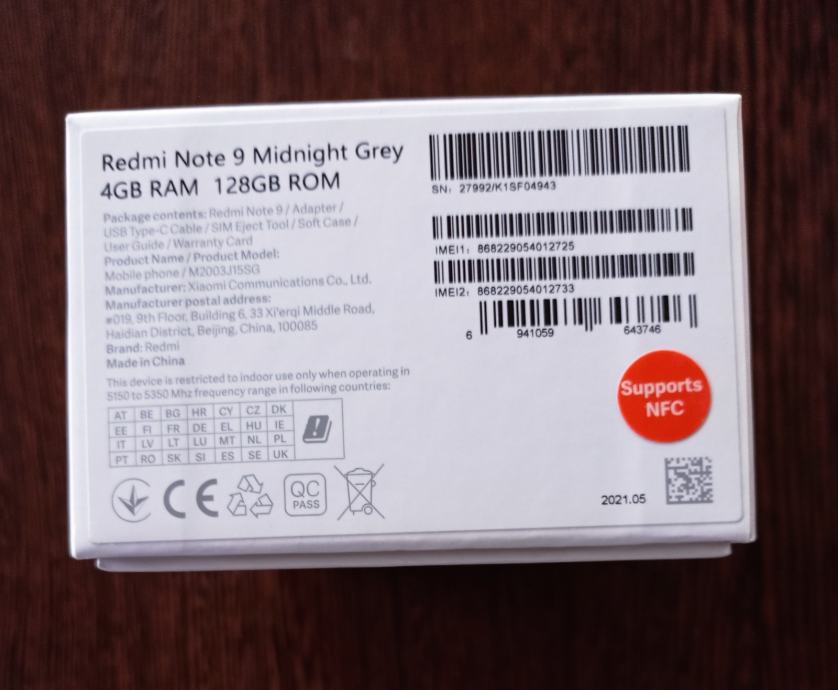 Redmi Note 9 Midnight Grey
4GB RAM 128GB ROM
Package contents: Redmi Note 9 / Adapter /
USB Type-C Cable / SIM Eject Tool / Soft Case /
User Guide / Warranty Card
Product Name / Product Model:
Mobile phone / M2003J15SG
Manufacturer: Xiaomi Communications Co., Ltd.
Manufacturer postal address:
#019, 9th Floor, Building 6, 33 Xi'erqi Middle Road,
Haidian District, Beijing, China, 100085
Brand: Redmi
Made in China
This device is restricted to indoor use only when operating in
5150 to 5350 Mhz frequency range in following countries:
AT BE BG HR CY CZ DK
EE FI FR DE EL HU IE
IT LV LT LU MT NL PL
PT RO SK SI ES SE UK
CE
QC
PASS
SN: 27992/K1SF04943
IMEI1: 868229054012725
IMEI2: 868229054012733
6 941059 643746
Supports
NFC
2021.05